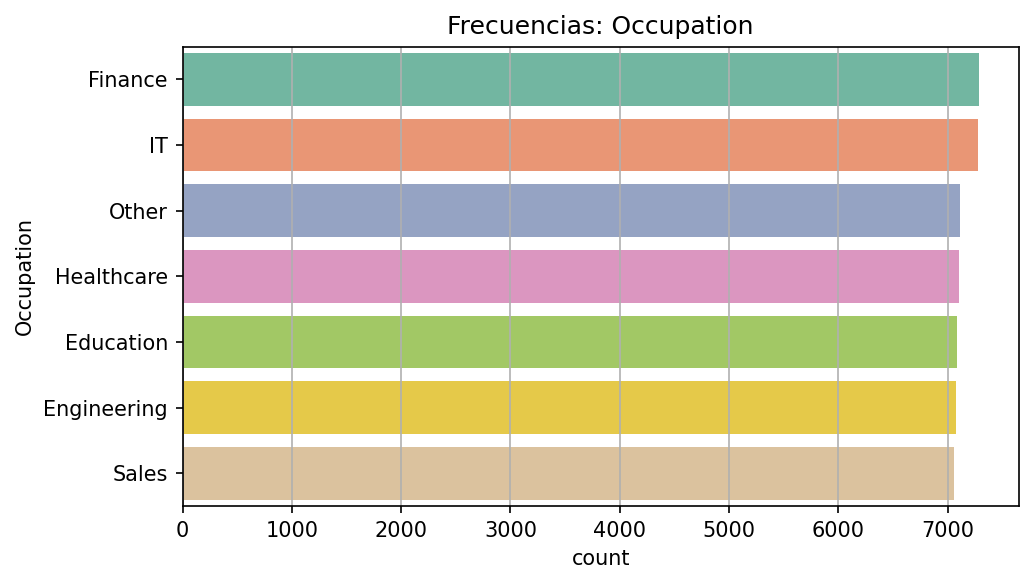 Frecuencias: Occupation
Occupation
Finance
IT
Other
Healthcare
Education
Engineering
Sales
0 1000 2000 3000 4000 5000 6000 7000
count